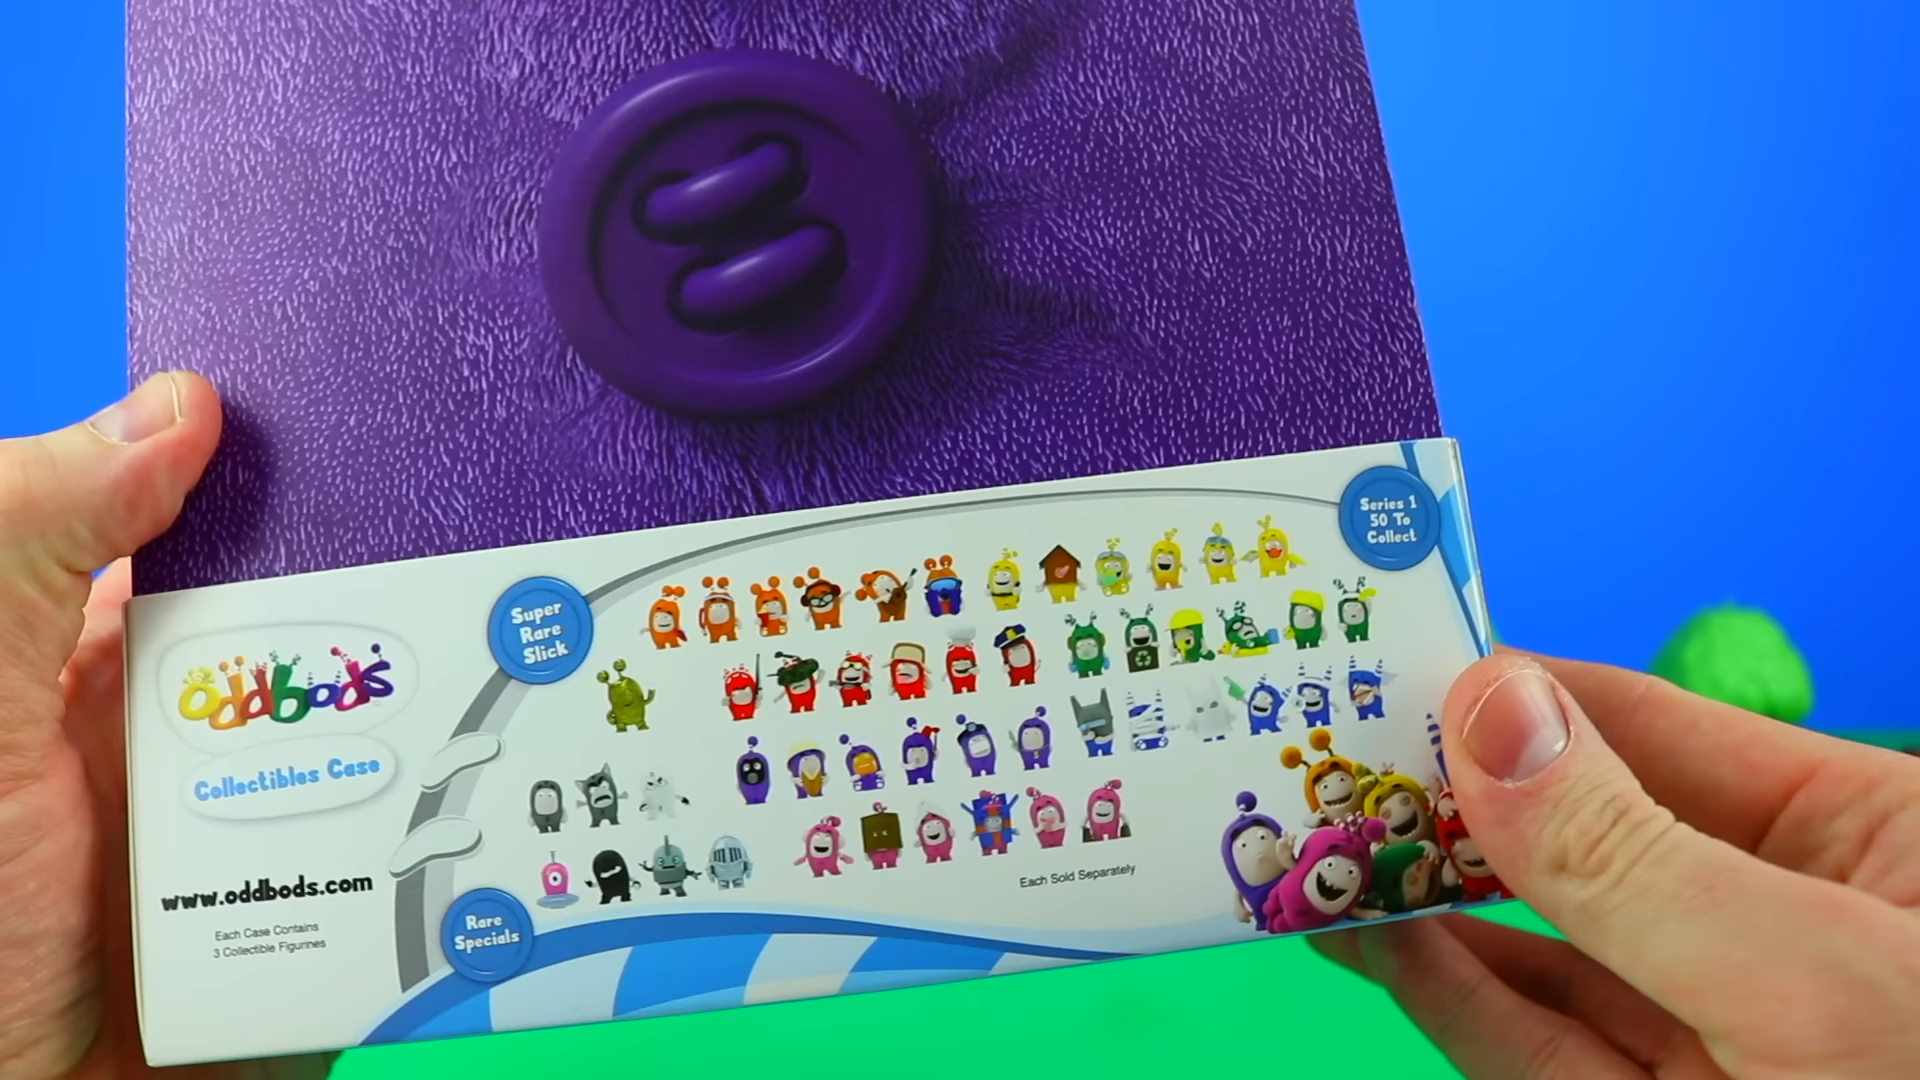 Series 1
50 To
Collect
Super
Rare
Slick
oddbods
Collectibles Case
www.oddbods.com
Each Case Contains
3 Collectible Figurines
Each Sold Separately
Rare
Specials